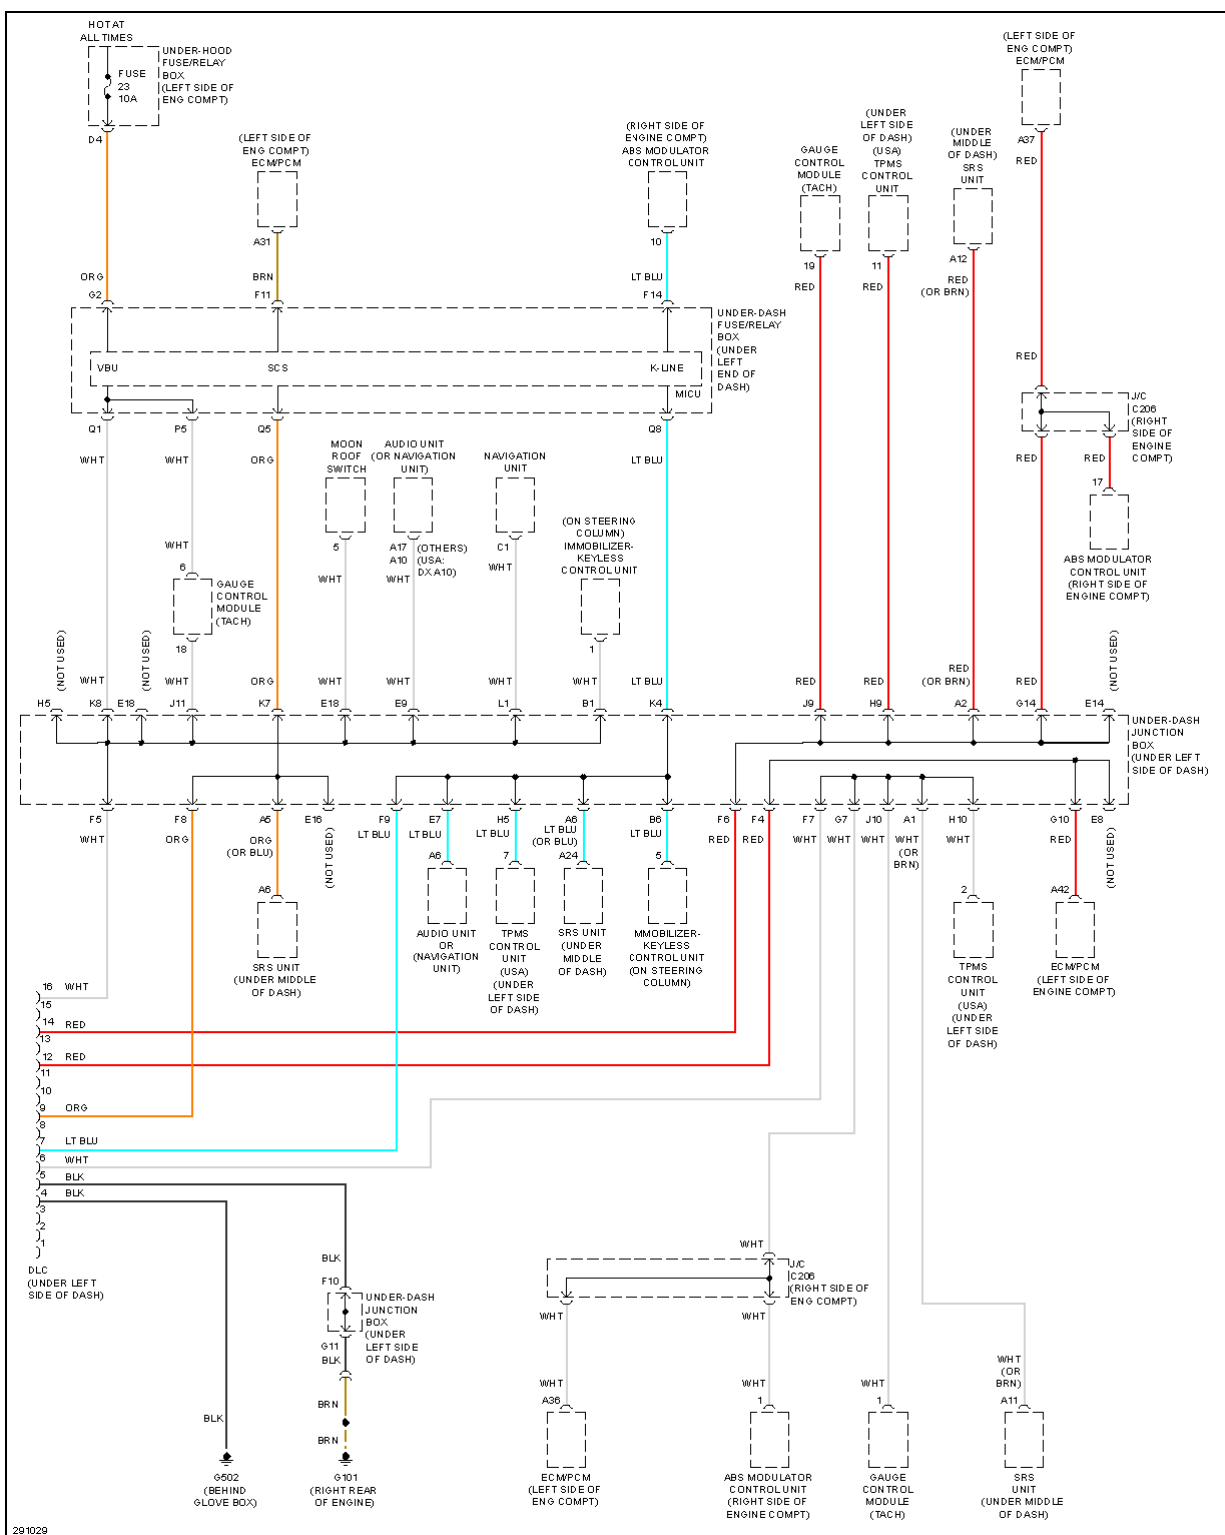 HOT AT
ALL TIMES
UNDER-HOOD
FUSE/RELAY
BOX
(LEFT SIDE OF
ENG COMPT)
FUSE
23
10A
D4
(LEFT SIDE OF
ENG COMPT)
ECM/PCM
A31
(RIGHT SIDE OF
ENGINE COMPT)
ABS MODULATOR
CONTROL UNIT
10
GAUGE
CONTROL
MODULE
(TACH)
19
RED
(UNDER
LEFT SIDE
OF DASH)
(USA)
TPMS
CONTROL
UNIT
11
RED
(UNDER
MIDDLE
OF DASH)
SRS
UNIT
A12
RED
(OR BRN)
(LEFT SIDE OF
ENG COMPT)
ECM/PCM
A37
RED
ORG
G2
BRN
F11
LT BLU
F14
UNDER-DASH
FUSE/RELAY
BOX
(UNDER
LEFT
END OF
DASH)
VBU
SCS
K-LINE
MICU
RED
J/C
C206
(RIGHT
SIDE OF
ENGINE
COMPT)
Q1
P5
Q5
Q8
WHT
WHT
ORG
LT BLU
RED
RED
17
ABS MODULATOR
CONTROL UNIT
(RIGHT SIDE OF
ENGINE COMPT)
MOON
ROOF
SWITCH
5
WHT
AUDIO UNIT
(OR NAVIGATION
UNIT)
A17
A10
(OTHERS)
(USA:
DX A10)
WHT
NAVIGATION
UNIT
C1
WHT
(ON STEERING
COLUMN)
IMMOBILIZER-
KEYLESS
CONTROL UNIT
1
WHT
6
GAUGE
CONTROL
MODULE
(TACH)
18
(NOT USED)
(NOT USED)
(NOT USED)
WHT
WHT
ORG
WHT
WHT
WHT
WHT
LT BLU
RED
RED
RED
(OR BRN)
RED
H5
K8
E18
J11
K7
E18
E9
L1
B1
K4
J9
H9
A2
G14
E14
UNDER-DASH
JUNCTION
BOX
(UNDER LEFT
SIDE OF DASH)
F5
F8
A5
E16
F9
E7
H5
A6
B6
F6
F4
F7
G7
J10
A1
H10
G10
E8
WHT
ORG
ORG
(OR BLU)
(NOT USED)
LT BLU
LT BLU
LT BLU
LT BLU
(OR BLU)
LT BLU
RED
RED
WHT
WHT
WHT
WHT
(OR
BRN)
WHT
RED
(NOT USED)
A6
SRS UNIT
(UNDER MIDDLE
OF DASH)
A6
AUDIO UNIT
OR
(NAVIGATION
UNIT)
7
TPMS
CONTROL
UNIT
(USA)
(UNDER
LEFT SIDE
OF DASH)
A24
SRS UNIT
(UNDER
MIDDLE
OF DASH)
5
MMOBILIZER-
KEYLESS
CONTROL UNIT
(ON STEERING
COLUMN)
2
TPMS
CONTROL
UNIT
(USA)
(UNDER
LEFT SIDE
OF DASH)
A42
ECM/PCM
(LEFT SIDE OF
ENGINE COMPT)
16 WHT
15
14 RED
13
12 RED
11
10
9 ORG
8
7 LT BLU
6 WHT
5 BLK
4 BLK
3
2
1
DLC
(UNDER LEFT
SIDE OF DASH)
BLK
F10
UNDER-DASH
JUNCTION
BOX
(UNDER
LEFT SIDE
OF DASH)
G11
BLK
BRN
BRN
BLK
G502
(BEHIND
GLOVE BOX)
G101
(RIGHT REAR
OF ENGINE)
WHT
J/C
C206
(RIGHT SIDE OF
ENG COMPT)
WHT
WHT
WHT
A36
ECM/PCM
(LEFT SIDE OF
ENG COMPT)
WHT
1
ABS MODULATOR
CONTROL UNIT
(RIGHT SIDE OF
ENGINE COMPT)
WHT
1
GAUGE
CONTROL
MODULE
(TACH)
WHT
(OR
BRN)
A11
SRS
UNIT
(UNDER MIDDLE
OF DASH)
291029